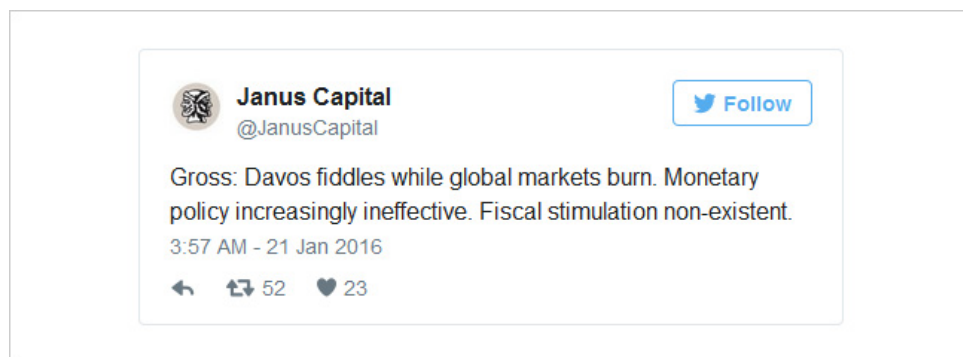 Janus Capital
@JanusCapital
Follow
Gross: Davos fiddles while global markets burn. Monetary
policy increasingly ineffective. Fiscal stimulation non-existent.
3:57 AM - 21 Jan 2016
52 23